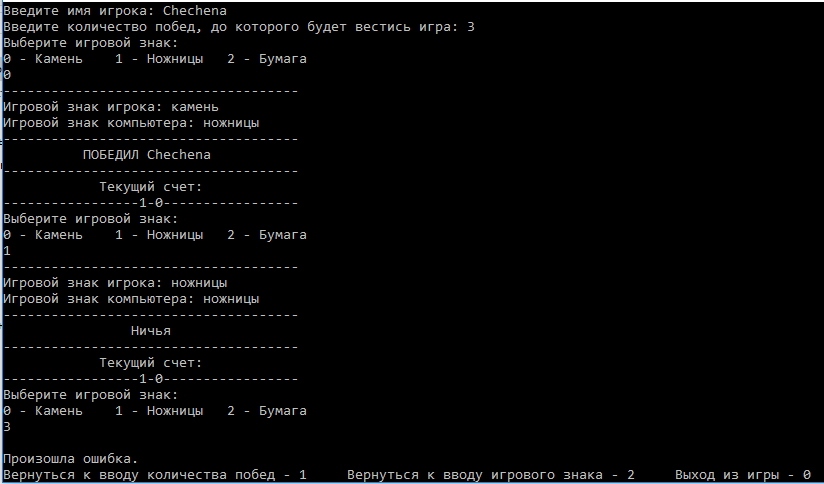 Введите имя игрока: Chechena
Введите количество побед, до которого будет вестись игра: 3
Выберите игровой знак:
0 - Камень    1 - Ножницы   2 - Бумага
0
-------------------------------------
Игровой знак игрока: камень
Игровой знак компьютера: ножницы
-------------------------------------
          ПОБЕДИЛ Chechena
-------------------------------------
            Текущий счет:
-----------------1-0-----------------
Выберите игровой знак:
0 - Камень    1 - Ножницы   2 - Бумага
1
-------------------------------------
Игровой знак игрока: ножницы
Игровой знак компьютера: ножницы
-------------------------------------
                Ничья
-------------------------------------
            Текущий счет:
-----------------1-0-----------------
Выберите игровой знак:
0 - Камень    1 - Ножницы   2 - Бумага
3
Произошла ошибка.
Вернуться к вводу количества побед - 1     Вернуться к вводу игрового знака - 2     Выход из игры - 0